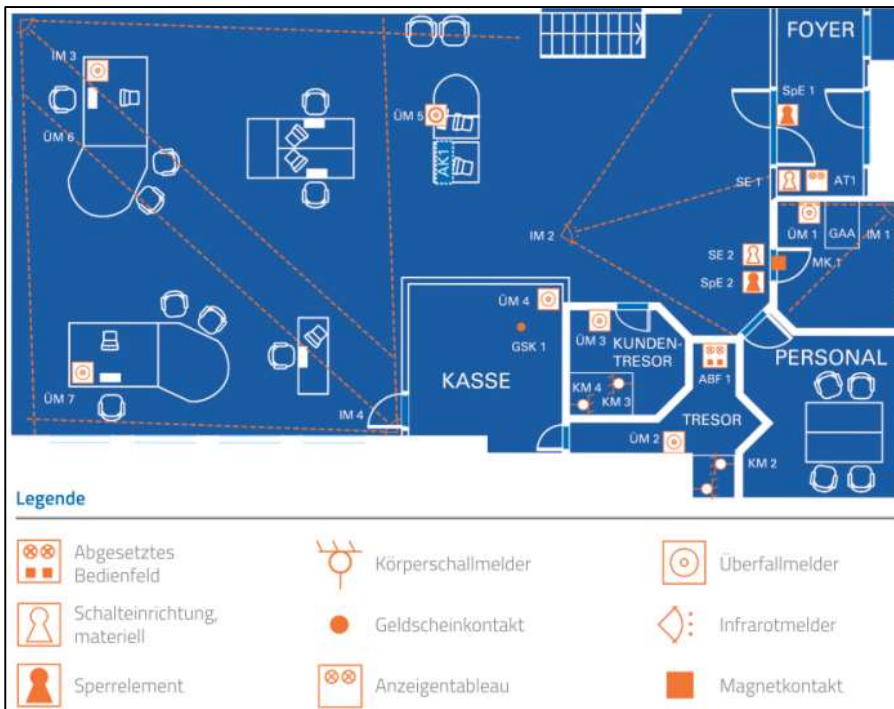 FOYER
IM 3
SpE 1
ÜM 5
ÜM 6
AK1
SE 1
AT1
IM 2
ÜM 1
GAA
IM 1
SE 2
MK 1
SpE 2
ÜM 4
GSK 1
ÜM 3
KUNDEN-
TRESOR
PERSONAL
KASSE
ABF 1
KM 4
KM 3
ÜM 7
IM 4
TRESOR
ÜM 2
KM 2
Legende
Abgesetztes
Bedienfeld
Körperschallmelder
Überfallmelder
Schalteinrichtung,
materiell
Geldscheinkontakt
Infrarotmelder
Sperrelement
Anzeigentableau
Magnetkontakt